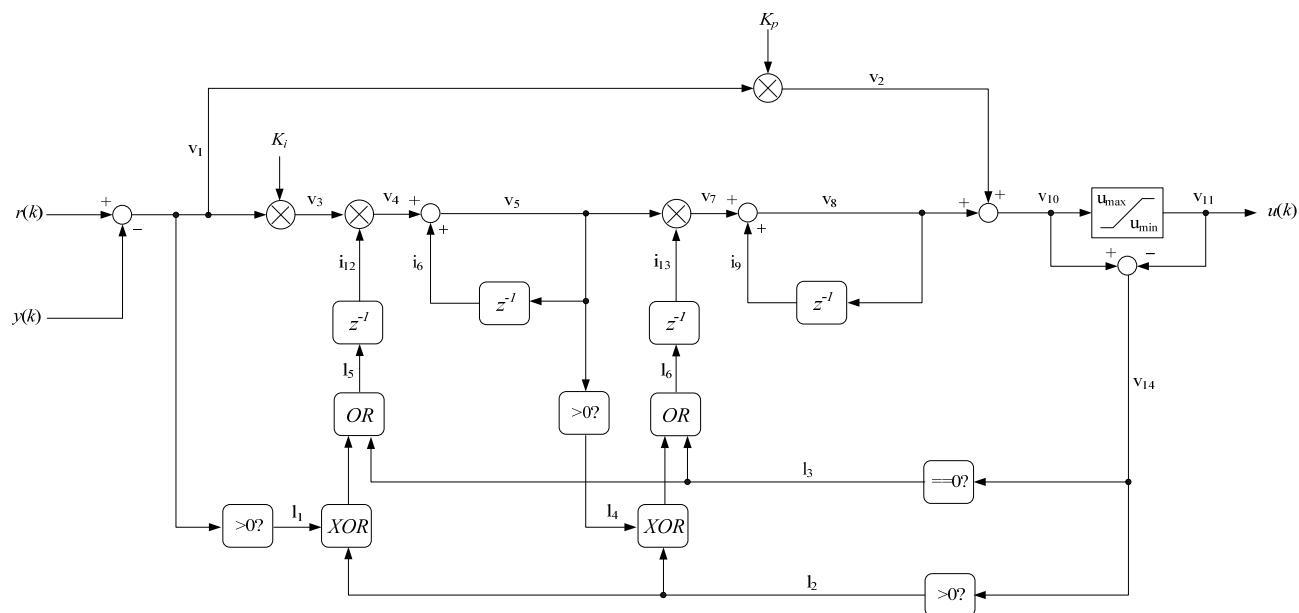 Kp
v2
v1
Ki
r(k)
+
−
v3
v4
+
+
v5
v7
+
+
v8
+
+
v10
umax
umin
v11
u(k)
i12
i6
i13
i9
+
−
z-1
z-1
z-1
z-1
y(k)
l5
l6
v14
OR
>0?
OR
l3
==0?
>0?
l1
XOR
l4
XOR
l2
>0?